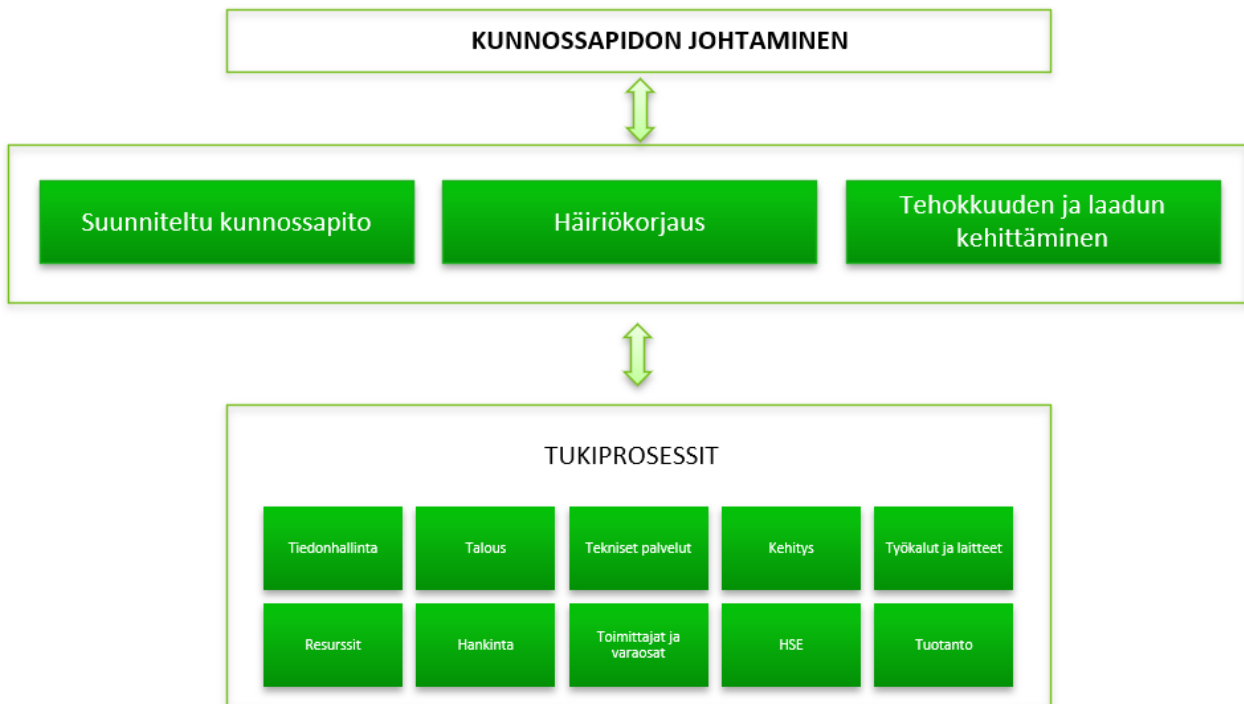 KUNNOSSAPIDON JOHTAMINEN
Suunniteltu kunnossapito
Häiriökorjaus
Tehokkuuden ja laadun
kehittäminen
TUKIPROSESSIT
Tiedonhallinta
Talous
Tekniset palvelut
Kehitys
Työkalut ja laitteet
Resurssit
Hankinta
Toimittajat ja
varaosat
HSE
Tuotanto